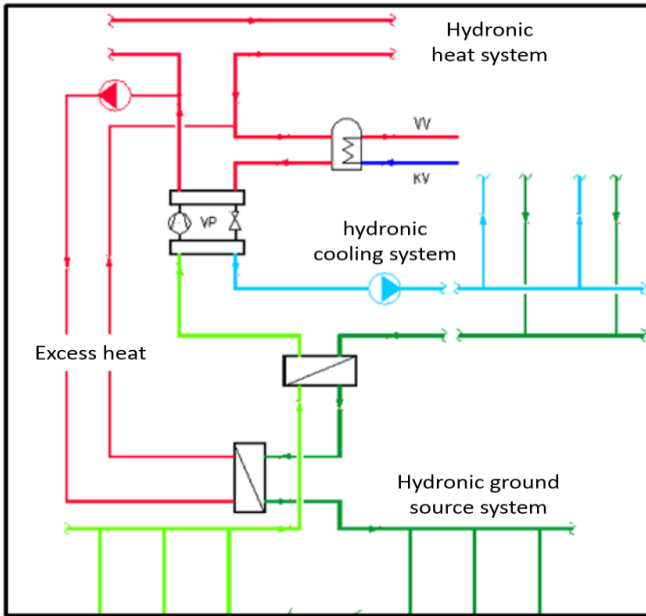 Hydronic
heat system
VV
KV
VP
hydronic
cooling system
Excess heat
Hydronic ground
source system